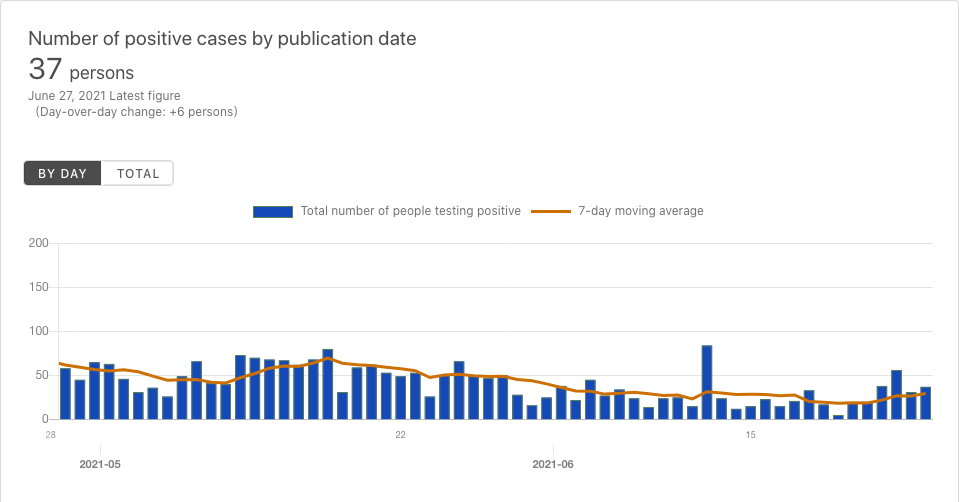 Number of positive cases by publication date
37 persons
June 27, 2021 Latest figure
(Day-over-day change: +6 persons)
BY DAY TOTAL
Total number of people testing positive 7-day moving average
200
150
100
50
0
28 22 15
2021-05 2021-06